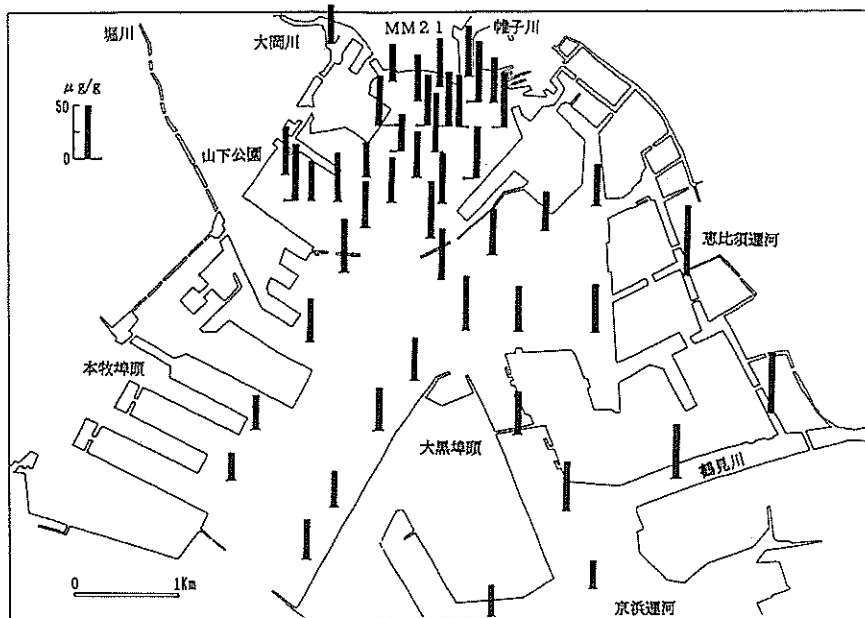 堀川
大岡川
MM21
帷子川
μg/g
50
0
山下公園
恵比須運河
本牧埠頭
大黒埠頭
鶴見川
0 1Km
京浜運河